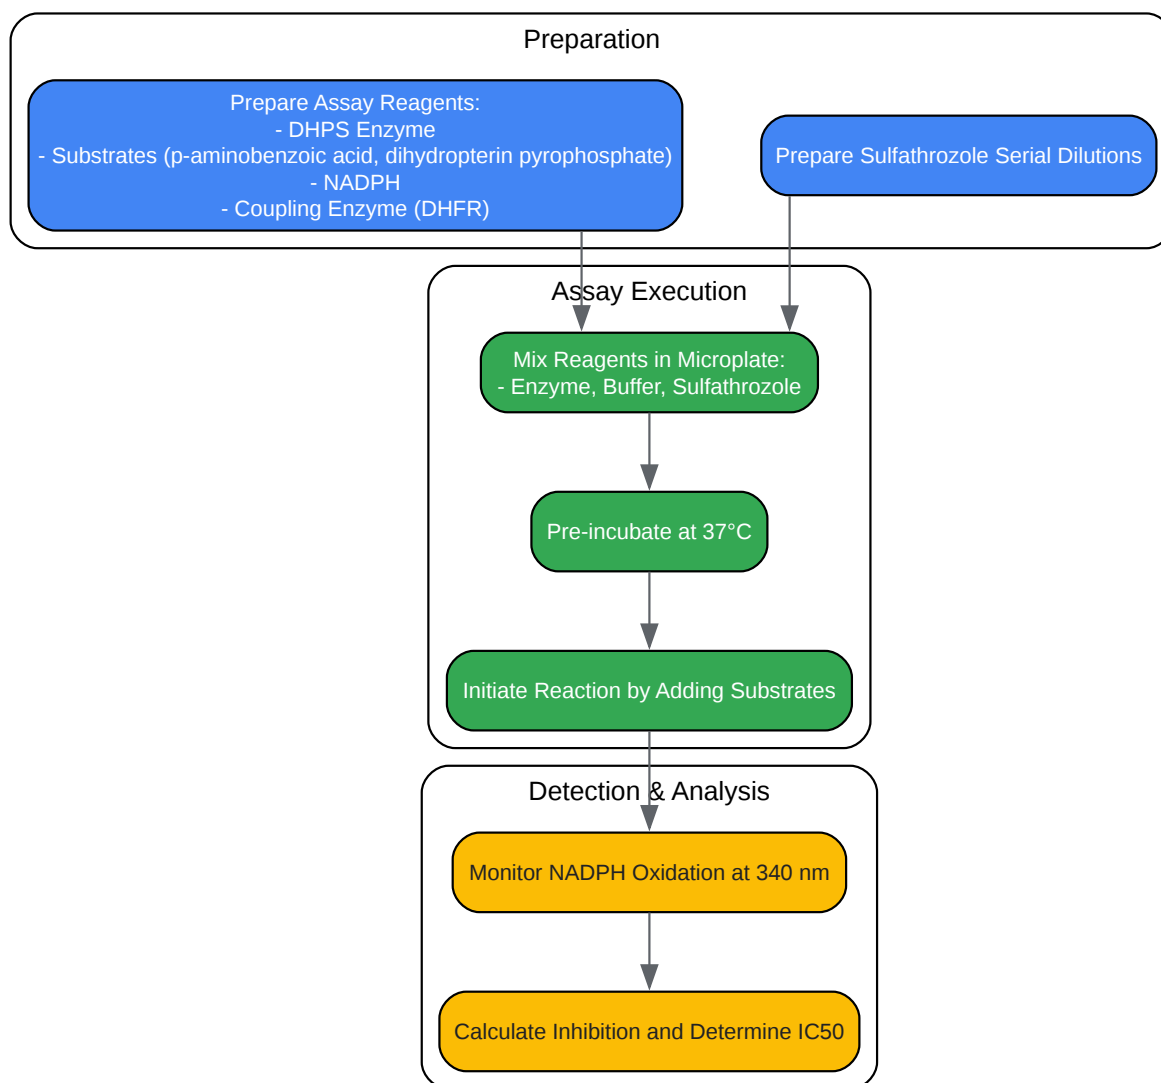 Preparation
Prepare Assay Reagents:
- DHPS Enzyme
- Substrates (p-aminobenzoic acid, dihydropterin pyrophosphate)
- NADPH
- Coupling Enzyme (DHFR)
Prepare Sulfathrozole Serial Dilutions
Assay Execution
Mix Reagents in Microplate:
- Enzyme, Buffer, Sulfathrozole
Pre-incubate at 37°C
Initiate Reaction by Adding Substrates
Detection & Analysis
Monitor NADPH Oxidation at 340 nm
Calculate Inhibition and Determine IC50